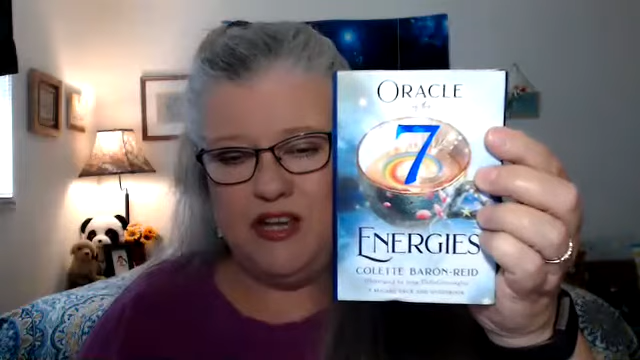 ORACLE
of the
7
ENERGIES
COLETTE BARON-REID